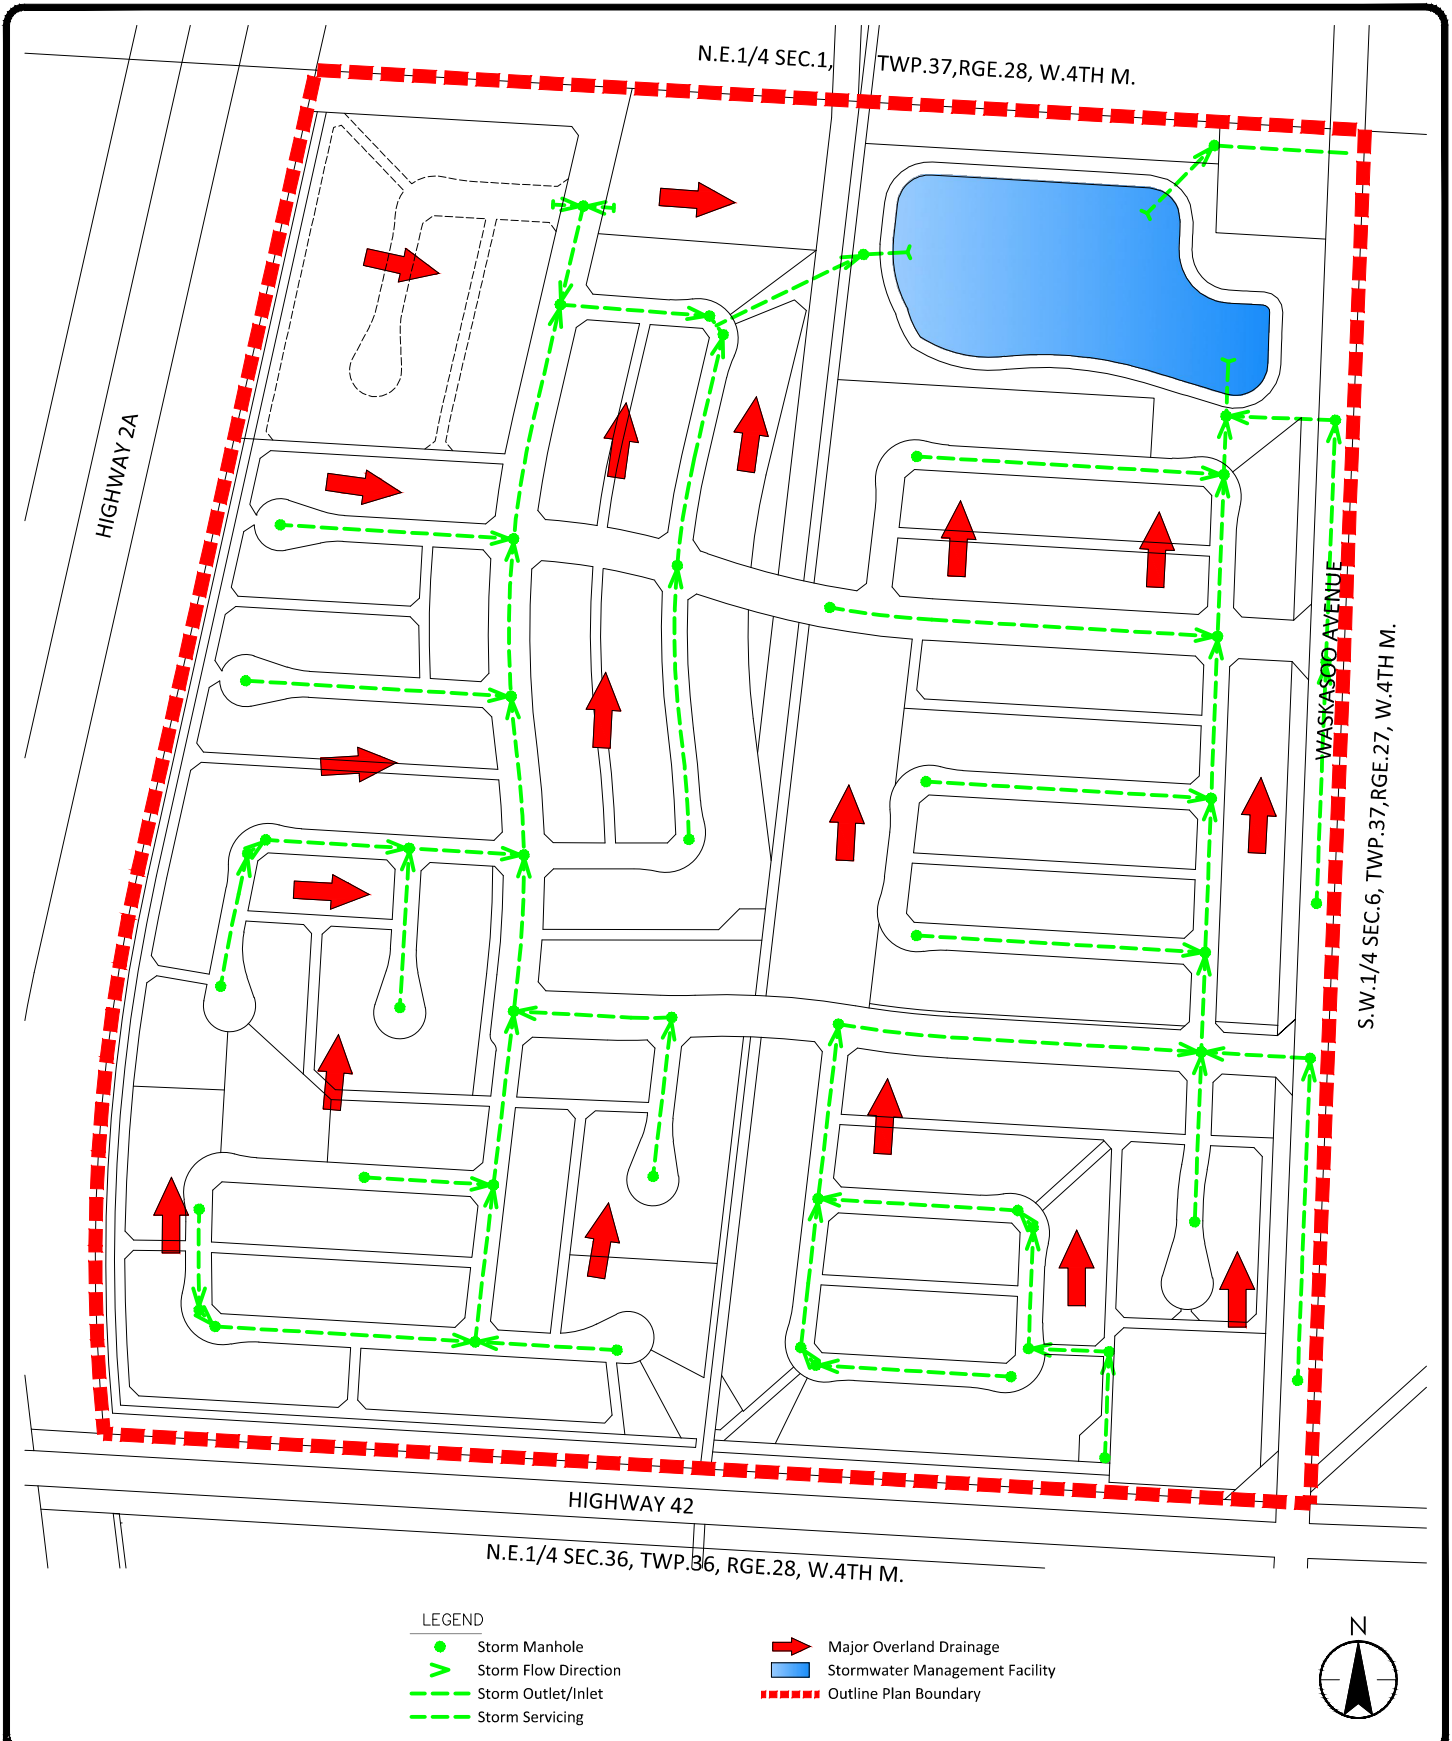 N.E.1/4 SEC.1, TWP.37,RGE.28, W.4TH M.
HIGHWAY 2A
WASKASOO AVENUE
S.W.1/4 SEC.6, TWP.37,RGE.27, W.4TH M.
HIGHWAY 42
N.E.1/4 SEC.36, TWP.36, RGE.28, W.4TH M.
LEGEND
Storm Manhole
Storm Flow Direction
Storm Outlet/Inlet
Storm Servicing
Major Overland Drainage
Stormwater Management Facility
Outline Plan Boundary
N